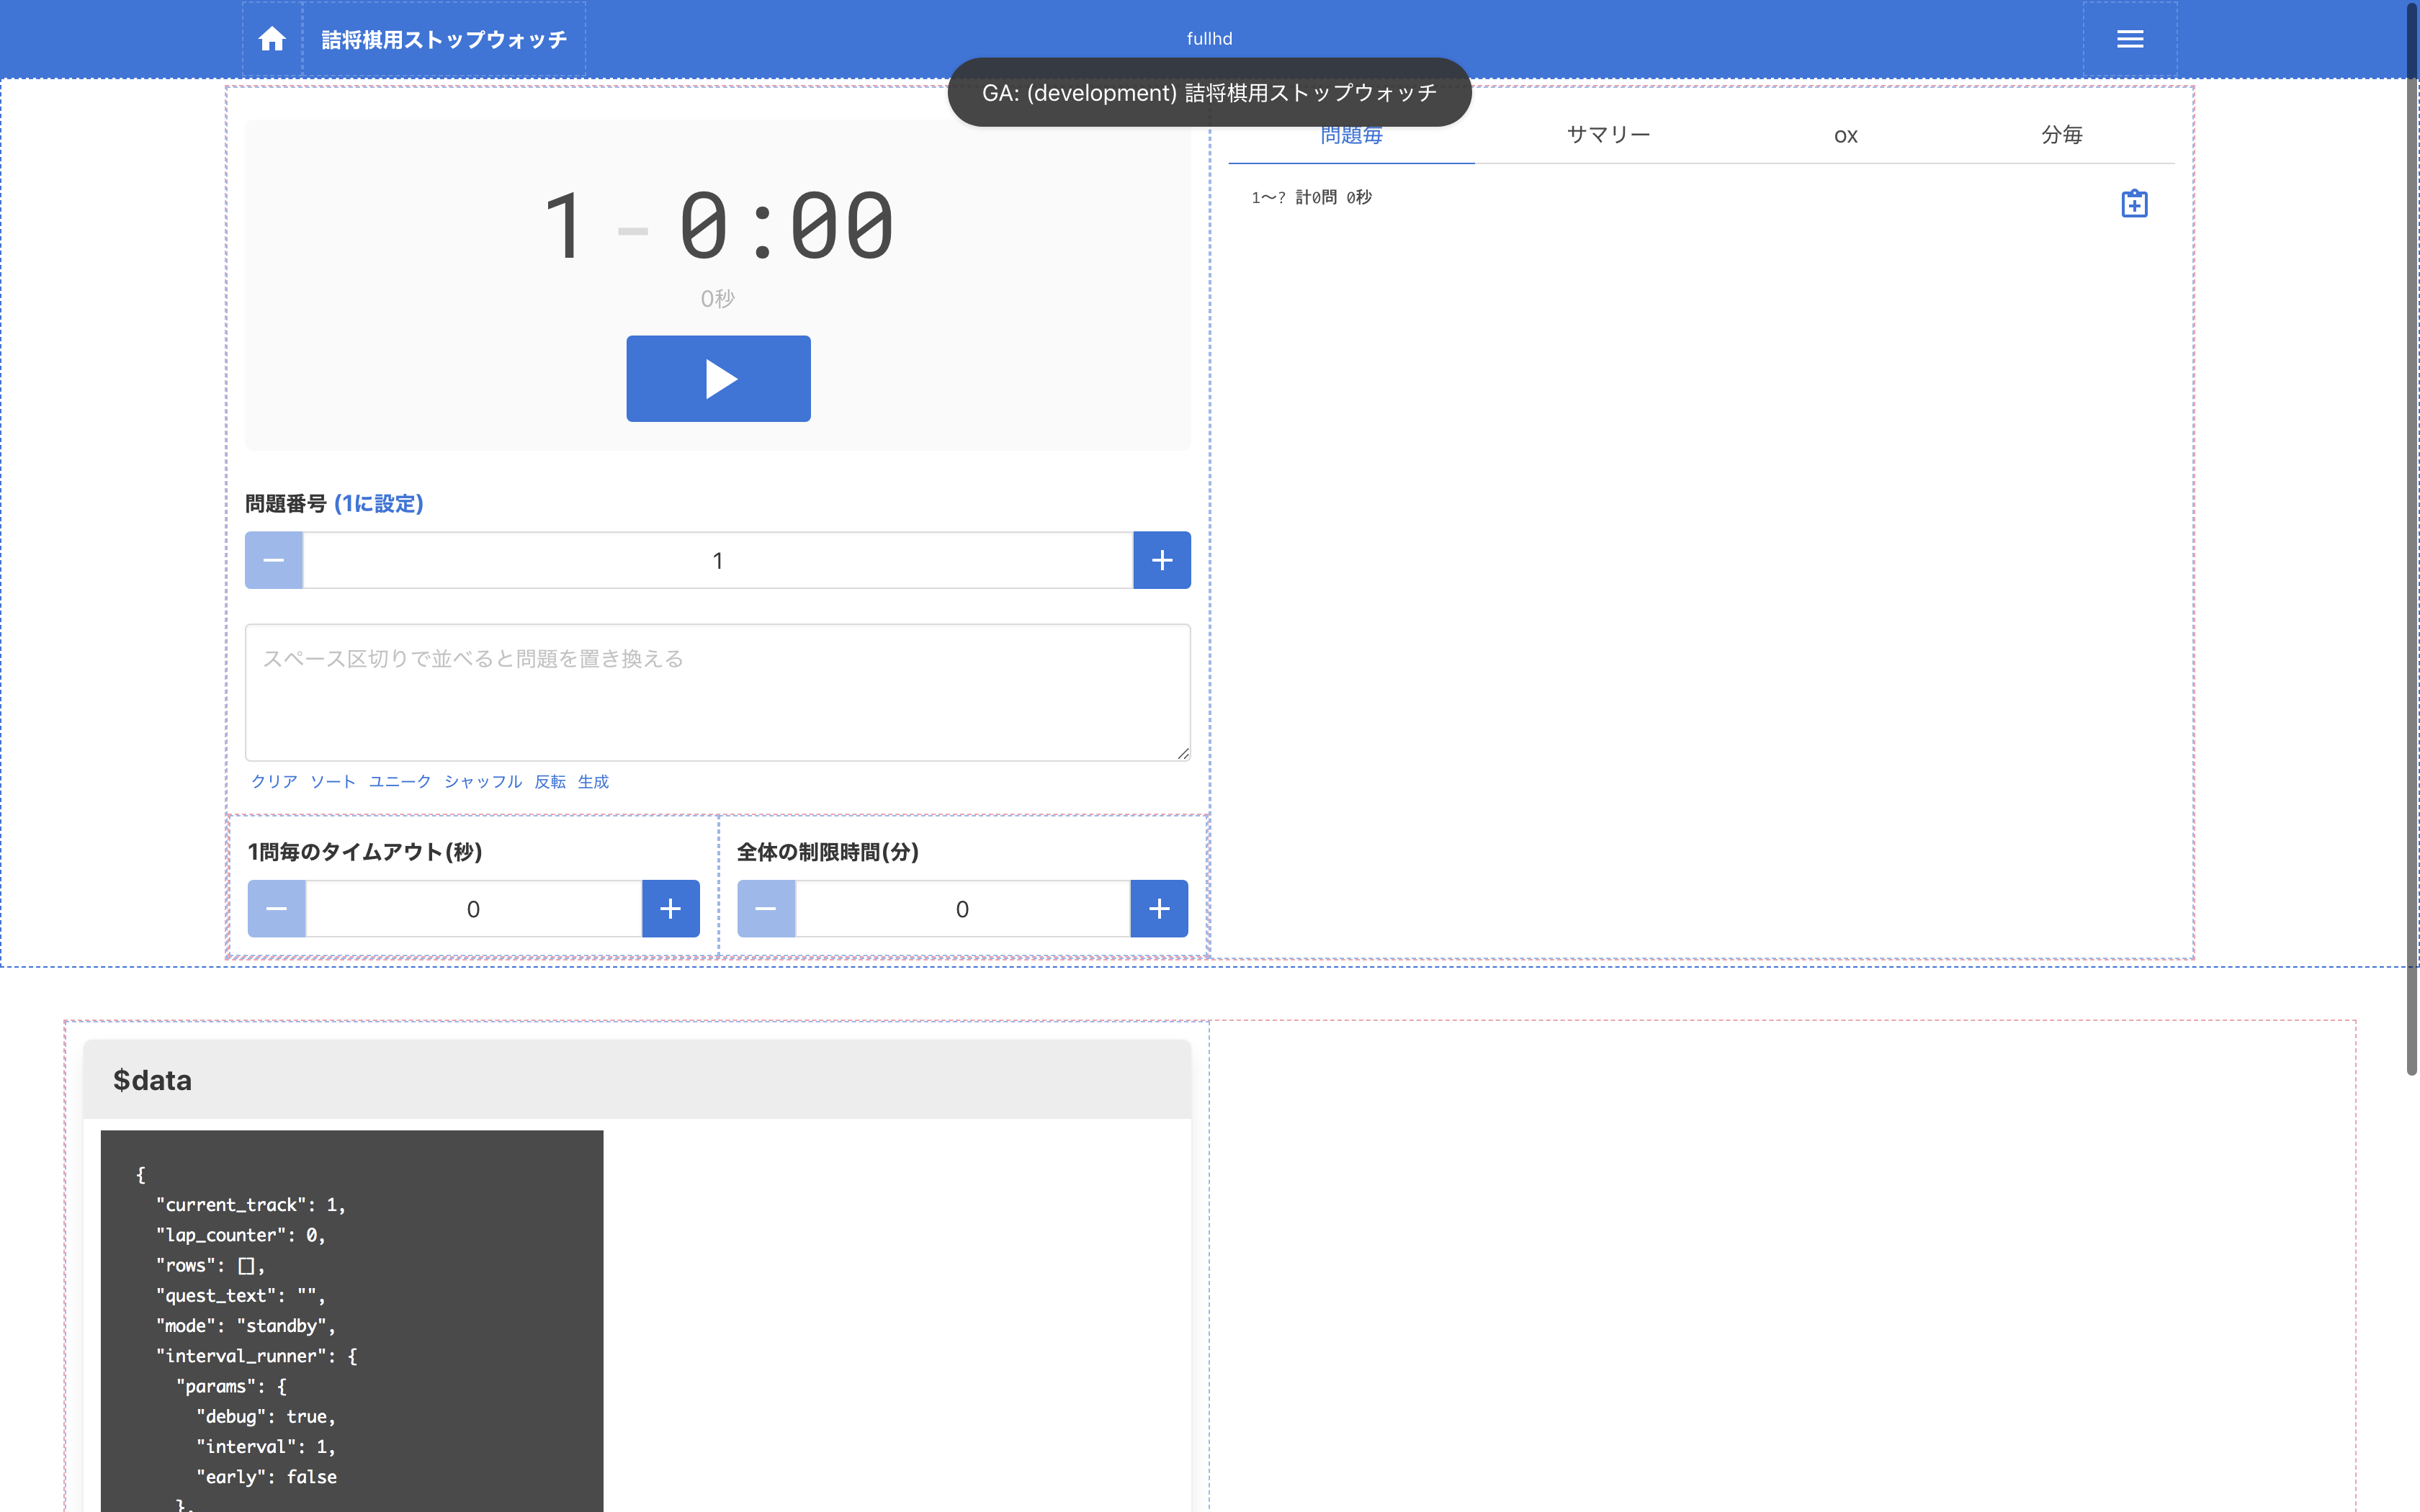 詰将棋用ストップウォッチ
fullhd
GA: (development) 詰将棋用ストップウォッチ
1 - 0:00
0秒
問題番号 (1に設定)
1
スペース区切りで並べると問題を置き換える
クリア ソート ユニーク シャッフル 反転 生成
1問毎のタイムアウト(秒)
0
全体の制限時間(分)
0
問題毎 サマリー ox 分毎
1〜? 計0問 0秒
$data
{
"current_track": 1,
"lap_counter": 0,
"rows": [],
"quest_text": "",
"mode": "standby",
"interval_runner": {
"params": {
"debug": true,
"interval": 1,
"early": false
},